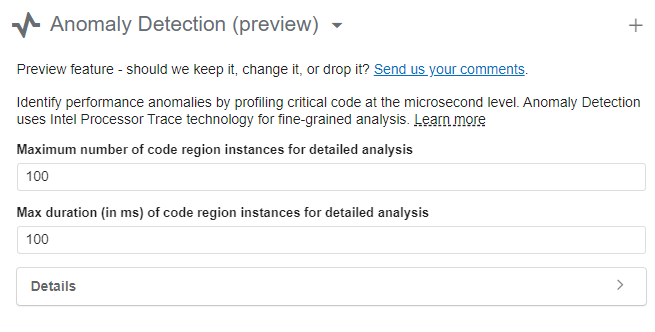 Anomaly Detection (preview)
Preview feature - should we keep it, change it, or drop it? Send us your comments.
Identify performance anomalies by profiling critical code at the microsecond level. Anomaly Detection
uses Intel Processor Trace technology for fine-grained analysis. Learn more
Maximum number of code region instances for detailed analysis
100
Max duration (in ms) of code region instances for detailed analysis
100
Details